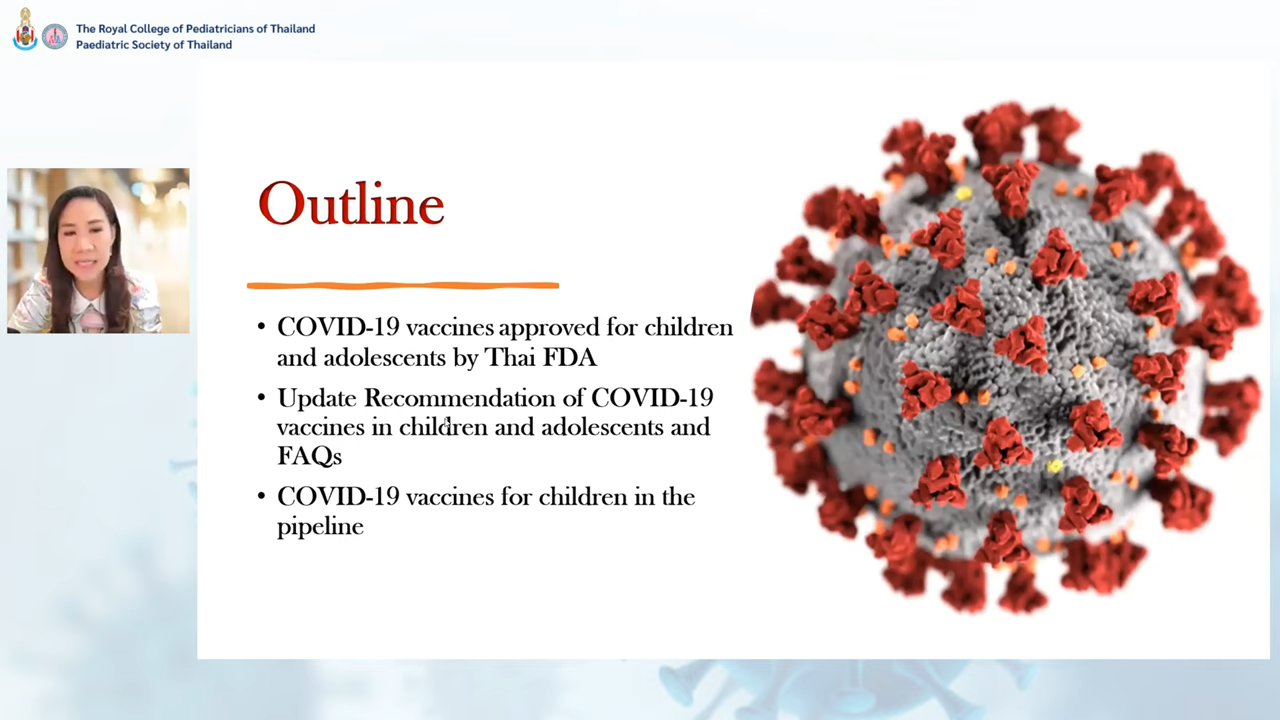 The Royal College of Pediatricians of Thailand
Paediatric Society of Thailand
Outline
• COVID-19 vaccines approved for children
and adolescents by Thai FDA
• Update Recommendation of COVID-19
vaccines in children and adolescents and
FAQs
• COVID-19 vaccines for children in the
pipeline